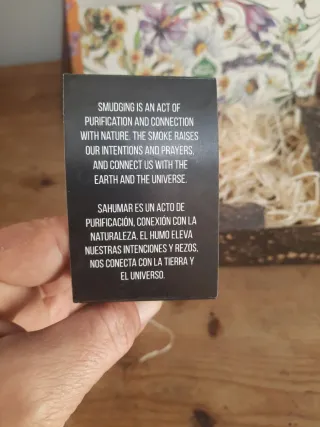 SMUDGING IS AN ACT OF
PURIFICATION AND CONNECTION
WITH NATURE. THE SMOKE RAISES
OUR INTENTIONS AND PRAYERS,
AND CONNECT US WITH THE
EARTH AND THE UNIVERSE.
SAHUMAR ES UN ACTO DE
PURIFICACIÓN, CONEXIÓN CON LA
NATURALEZA, EL HUMO ELEVA
NUESTRAS INTENCIONES Y REZOS,
NOS CONECTA CON LA TIERRA Y
EL UNIVERSO.